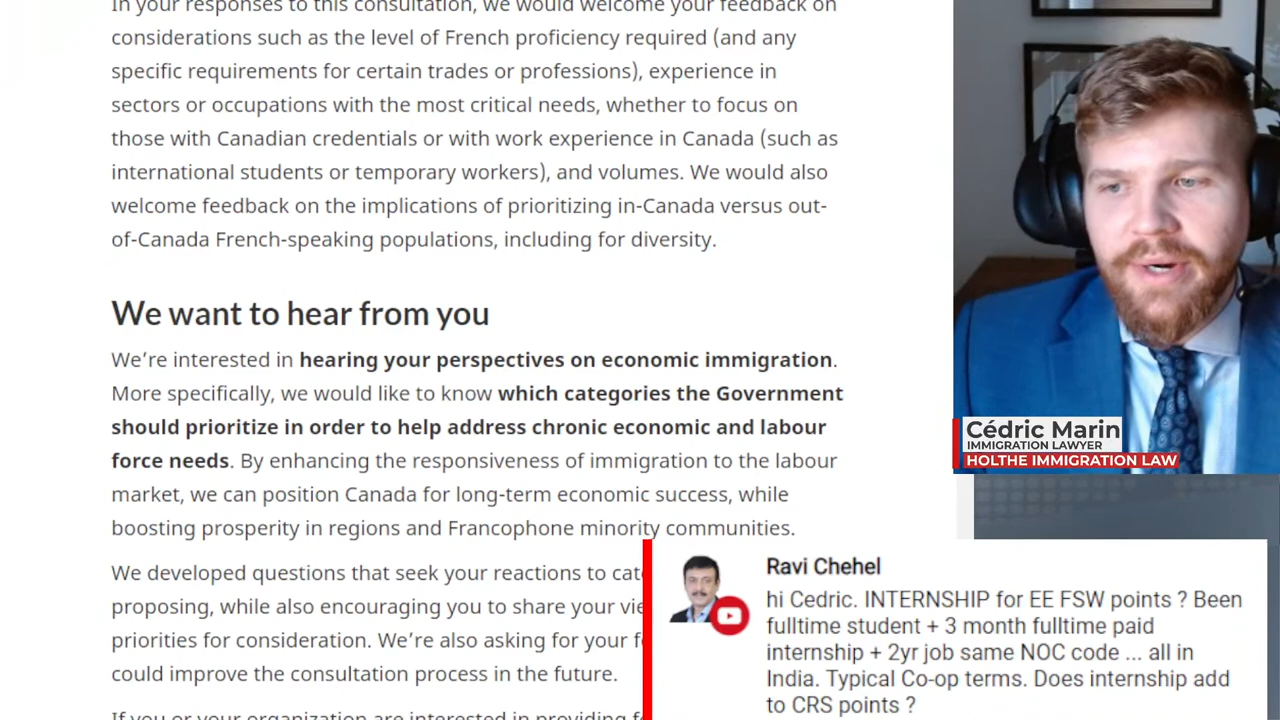 In your responses to this consultation, we would welcome your feedback on
considerations such as the level of French proficiency required (and any
specific requirements for certain trades or professions), experience in
sectors or occupations with the most critical needs, whether to focus on
those with Canadian credentials or with work experience in Canada (such as
international students or temporary workers), and volumes. We would also
welcome feedback on the implications of prioritizing in-Canada versus out-
of-Canada French-speaking populations, including for diversity.
We want to hear from you
We're interested in hearing your perspectives on economic immigration.
More specifically, we would like to know which categories the Government
should prioritize in order to help address chronic economic and labour
force needs. By enhancing the responsiveness of immigration to the labour
market, we can position Canada for long-term economic success, while
boosting prosperity in regions and Francophone minority communities.
We developed questions that seek your reactions to
proposing, while also encouraging you to share your
priorities for consideration. We're also asking for your
could improve the consultation process in the future.
If you or your organization are interested in providing
Cédric Marin
IMMIGRATION LAWYER
HOLTHE IMMIGRATION LAW
Ravi Chehel
hi Cedric. INTERNSHIP for EE FSW points ? Been
fulltime student + 3 month fulltime paid
internship + 2yr job same NOC code ... all in
India. Typical Co-op terms. Does internship add
to CRS points ?